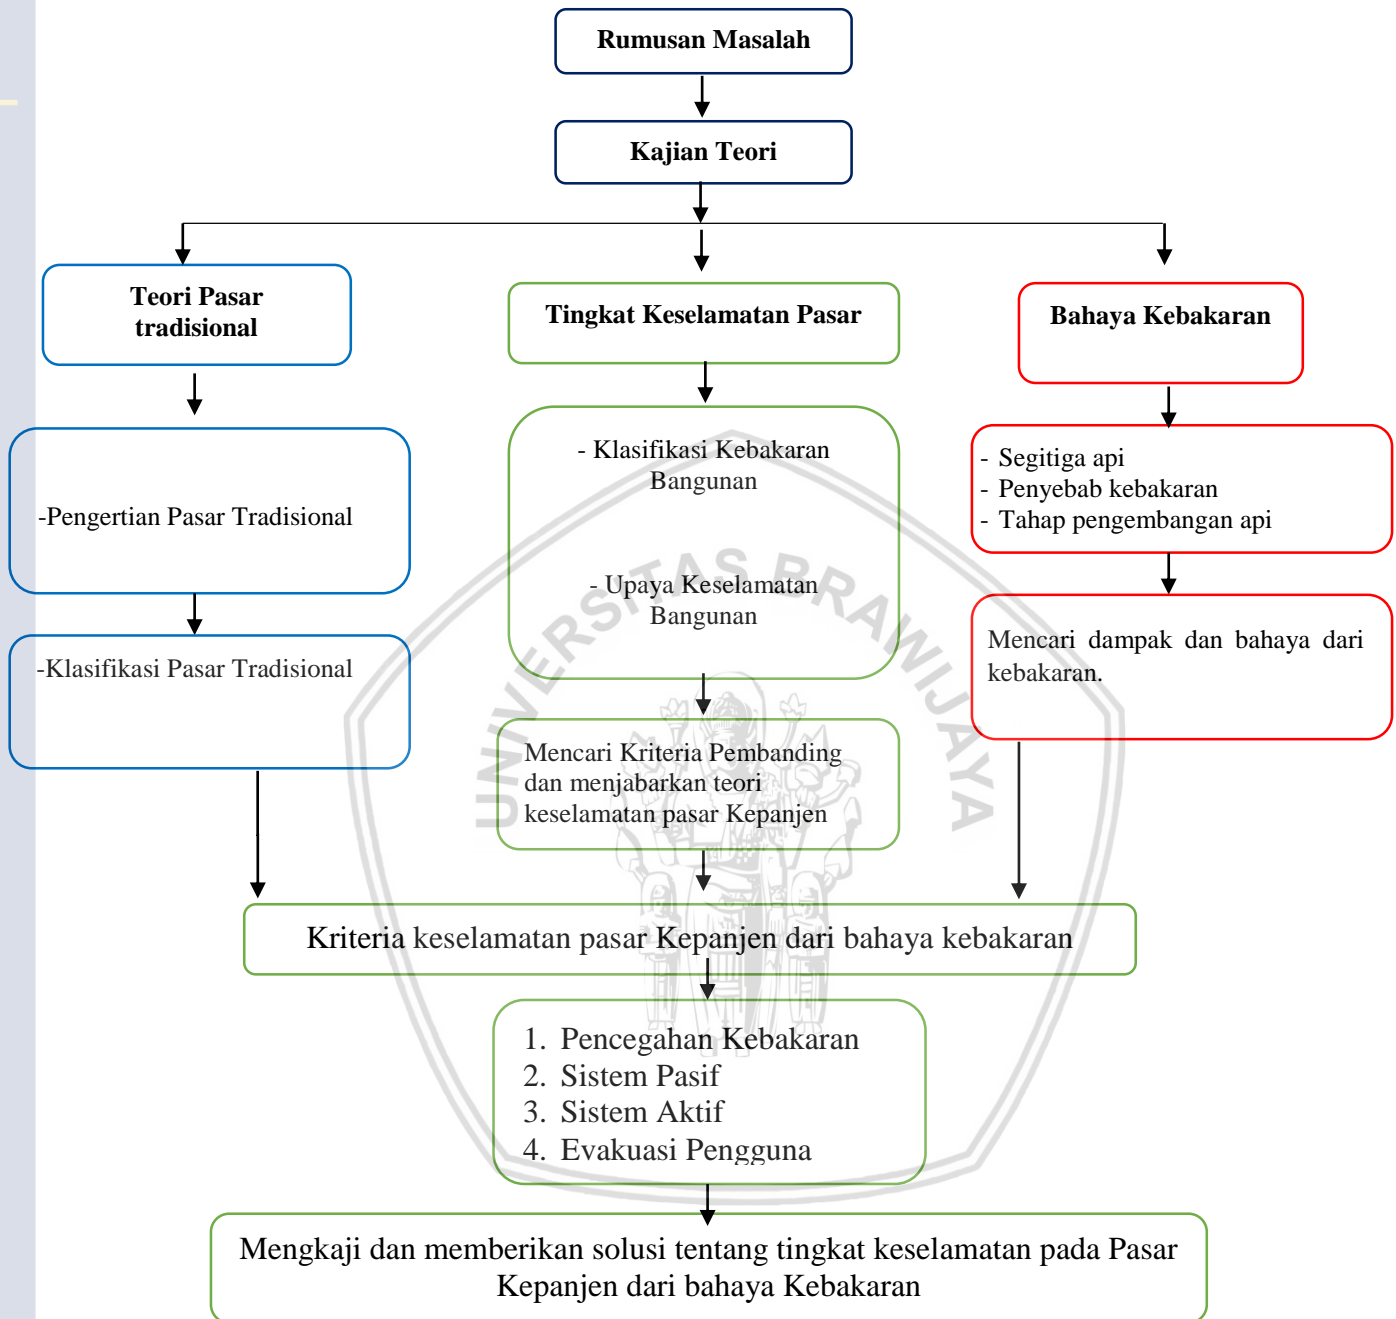 Rumusan Masalah
Kajian Teori
Teori Pasar
tradisional
Tingkat Keselamatan Pasar
Bahaya Kebakaran
-Pengertian Pasar Tradisional
- Klasifikasi Kebakaran
Bangunan
- Upaya Keselamatan
Bangunan
- Segitiga api
- Penyebab kebakaran
- Tahap pengembangan api
-Klasifikasi Pasar Tradisional
Mencari dampak dan bahaya dari
kebakaran.
Mencari Kriteria Pembanding
dan menjabarkan teori
keselamatan pasar Kepanjen
UNIVERSITAS BRAWIJAYA
Kriteria keselamatan pasar Kepanjen dari bahaya kebakaran
1. Pencegahan Kebakaran
2. Sistem Pasif
3. Sistem Aktif
4. Evakuasi Pengguna
Mengkaji dan memberikan solusi tentang tingkat keselamatan pada Pasar
Kepanjen dari bahaya Kebakaran